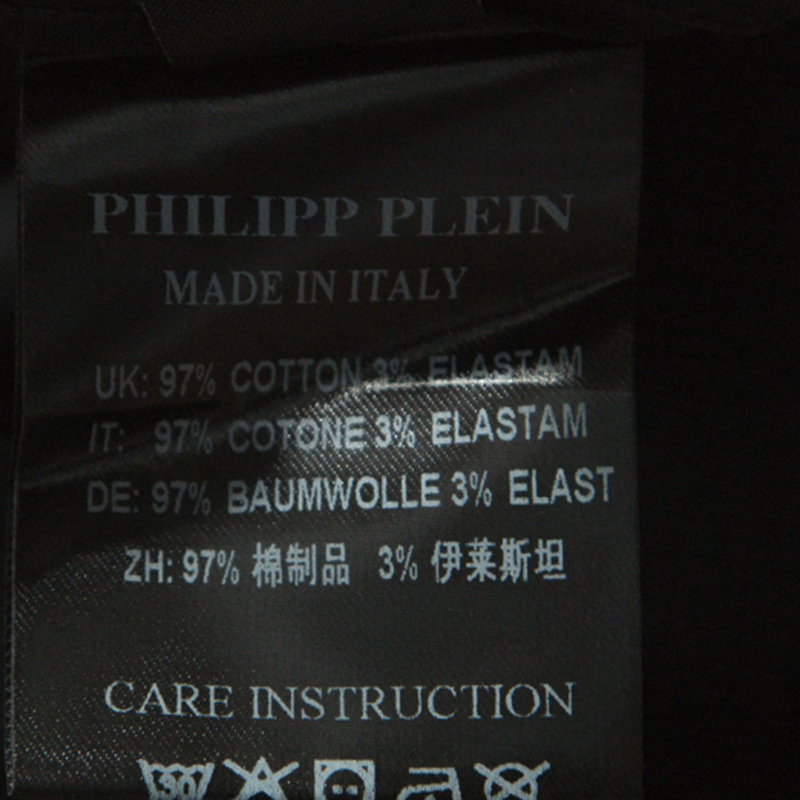 PHILIPP PLEIN
MADE IN ITALY
UK: 97% COTTON 3% ELASTAM
IT: 97% COTONE 3% ELASTAM
DE: 97% BAUMWOLLE 3% ELAST
ZH: 97% 棉制品 3% 伊莱斯坦
CARE INSTRUCTION
30